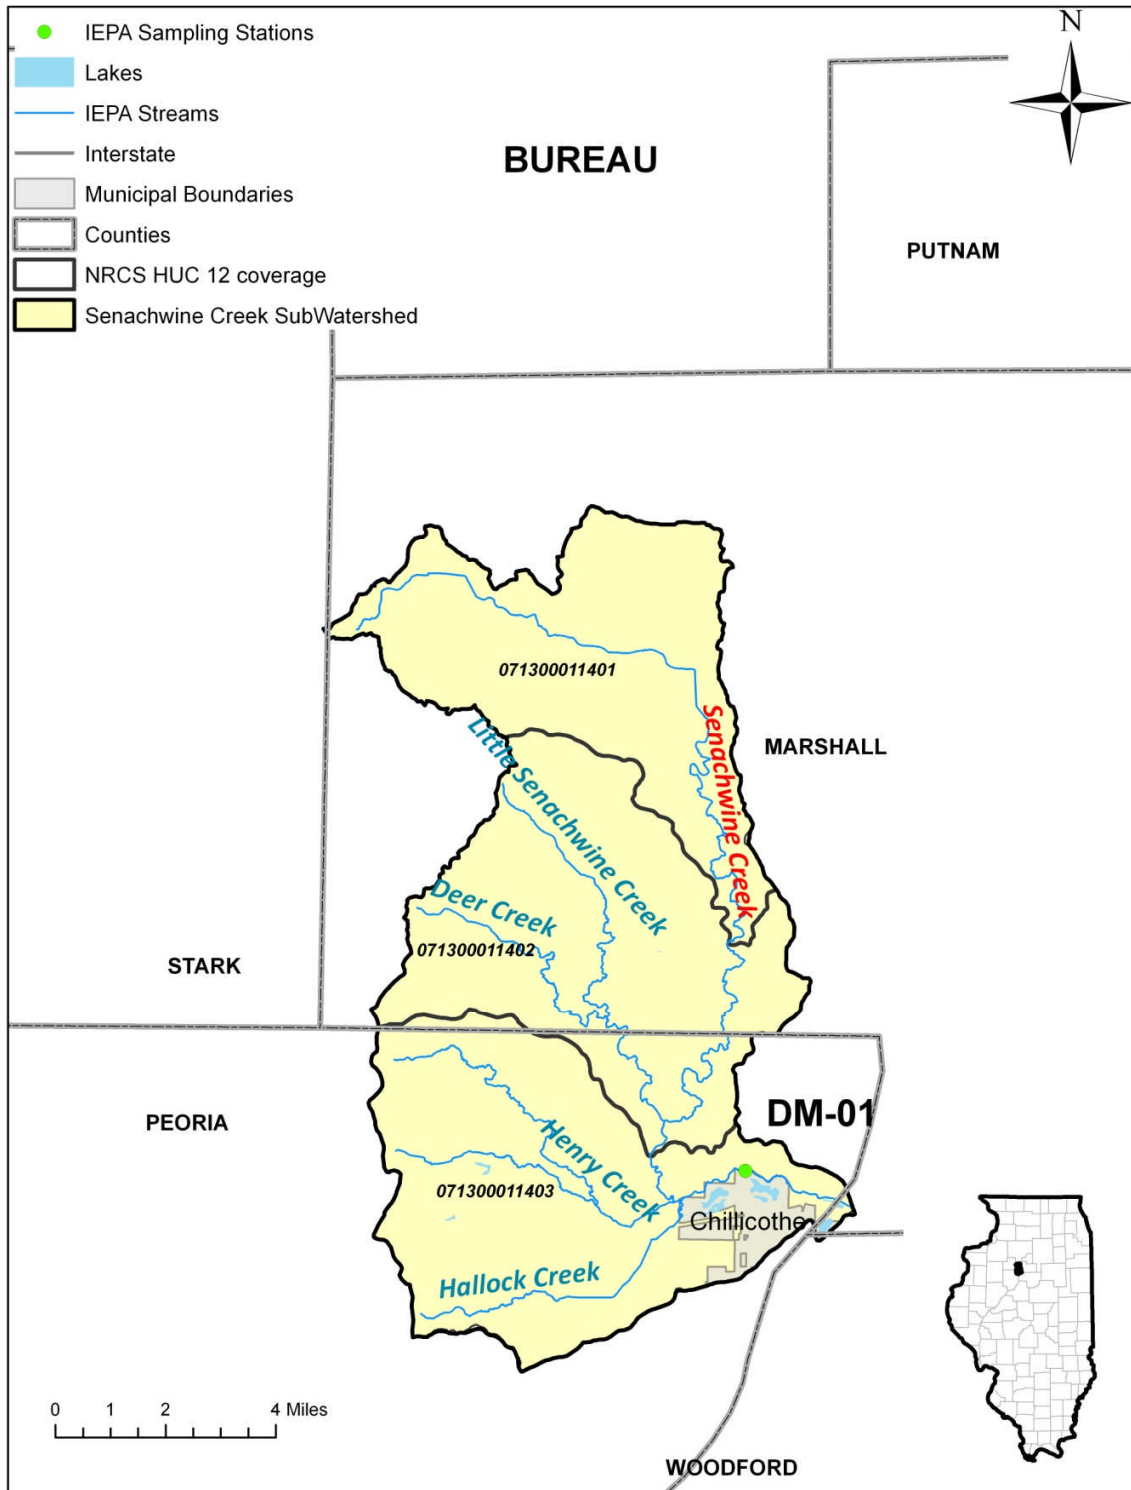 IEPA Sampling Stations
Lakes
IEPA Streams
Interstate
Municipal Boundaries
Counties
NRCS HUC 12 coverage
Senachwine Creek SubWatershed
N
BUREAU
PUTNAM
071300011401
Senachwine Creek
MARSHALL
Little Senachwine Creek
Deer Creek
071300011402
STARK
PEORIA
DM-01
Henry Creek
071300011403
Chillicothe
Hallock Creek
0 1 2 4 Miles
WOODFORD